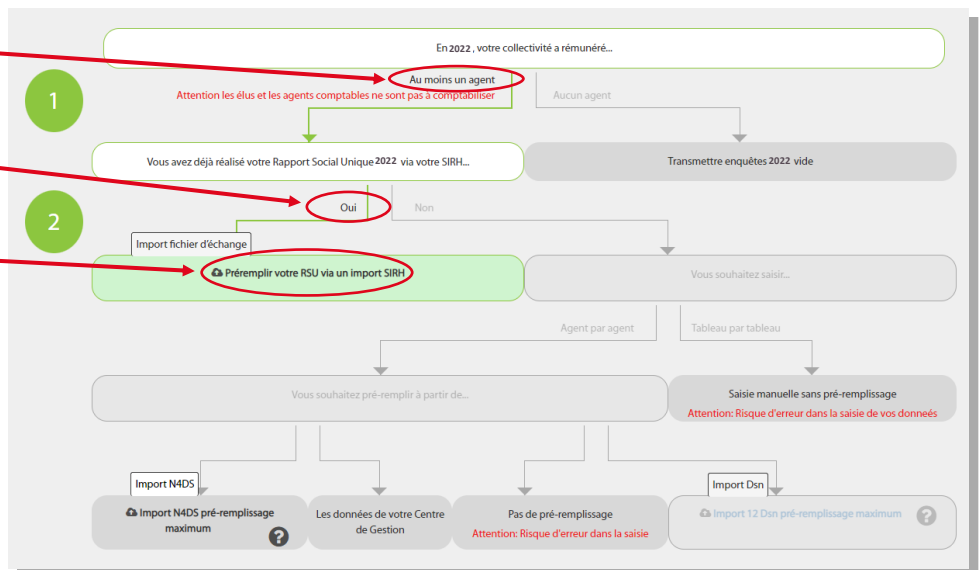 En 2022 , votre collectivité a rémunéré...
1
Au moins un agent
Attention les élus et les agents comptables ne sont pas à comptabiliser
Aucun agent
Vous avez déjà réalisé votre Rapport Social Unique 2022 via votre SIRH...
Transmettre enquêtes 2022 vide
2
Oui
Non
Import fichier d'échange
Préremplir votre RSU via un import SIRH
Vous souhaitez saisir...
Agent par agent
Tableau par tableau
Vous souhaitez pré-remplir à partir de...
Saisie manuelle sans pré-remplissage
Attention: Risque d'erreur dans la saisie de vos donneés
Import N4DS
Import N4DS pré-remplissage
maximum
?
Les données de votre Centre
de Gestion
Pas de pré-remplissage
Attention: Risque d'erreur dans la saisie
Import Dsn
Import 12 Dsn pré-remplissage maximum
?